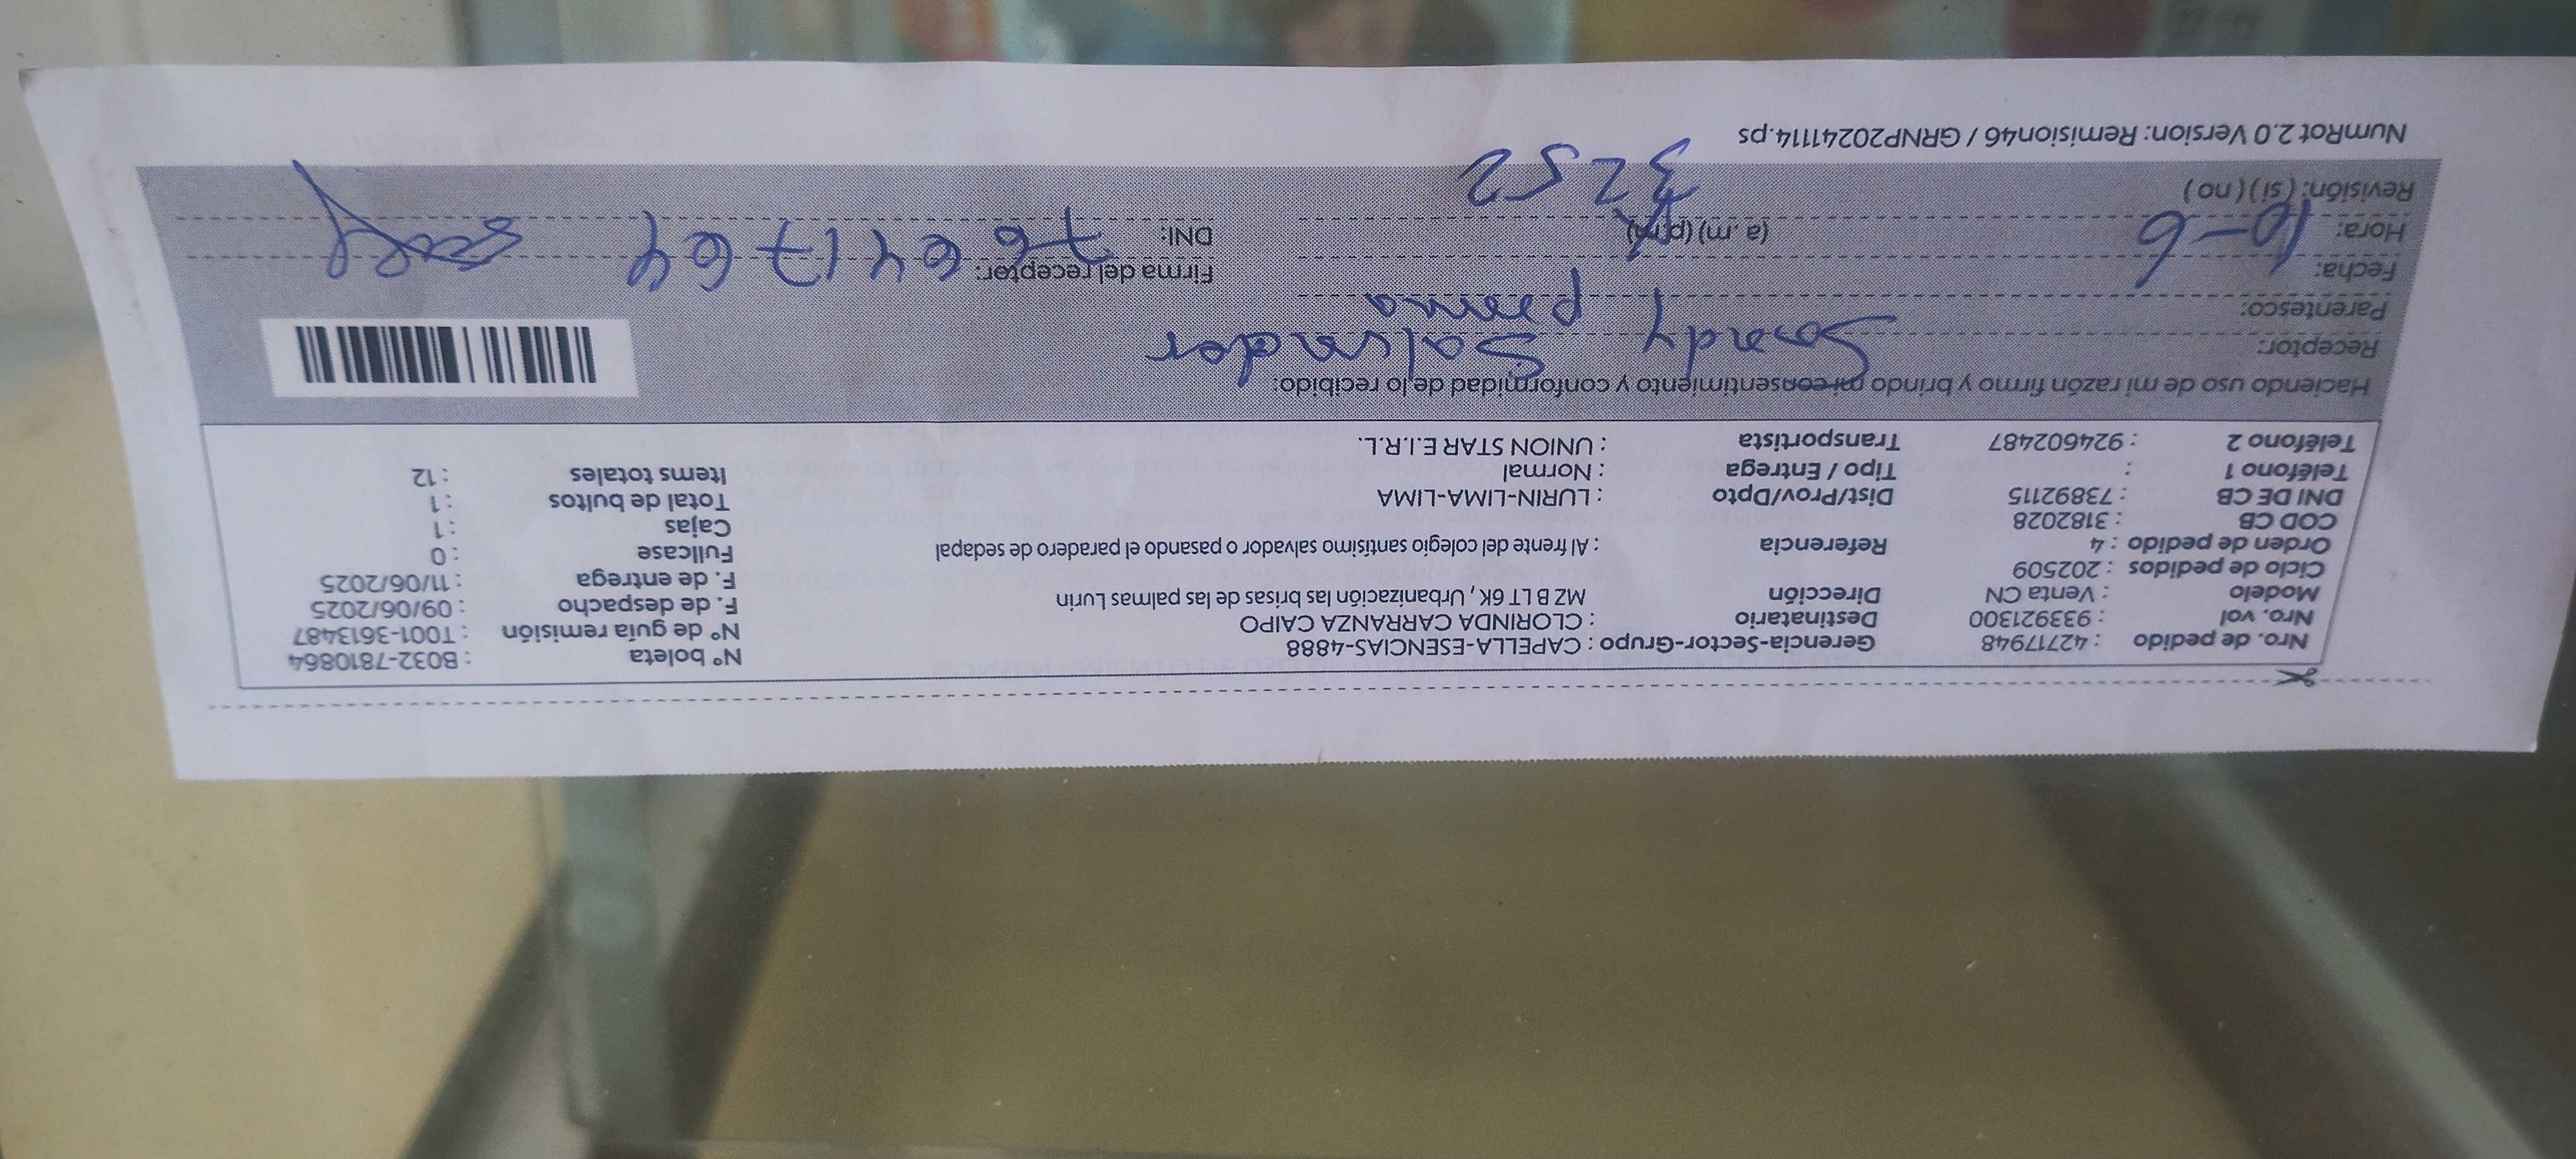 Nro. de pedido : 42717948 Gerencia-Sector-Grupo : CAPELLA-ESENCIAS-4888 N° boleta : B032-7810864
Nro. vol : 933921300 Destinatario : CLORINDA CARRANZA CAIPO N° de guía remisión : T001-3613487
Modelo : Venta CN Dirección MZ B LT 6K , Urbanización las brisas de las palmas Lurin F. de despacho : 09/06/2025
Ciclo de pedidos : 202509 F. de entrega : 11/06/2025
Orden de pedido : 4 Referencia : Al frente del colegio santísimo salvador o pasando el paradero de sedapal Fullcase : 0
COD CB : 3182028 Cajas : 1
DNI DE CB : 73892115 Dist/Prov/Dpto : LURIN-LIMA-LIMA Total de bultos : 1
Teléfono 1 : Tipo / Entrega : Normal Items totales : 12
Teléfono 2 : 924602487 Transportista : UNION STAR E.I.R.L.
Haciendo uso de mi razón firmo y brindo mi consentimiento y conformidad de lo recibido:
Receptor: Sandy Salvador
Parentesco: prima
Fecha: 10-6 Firma del receptor:
Hora: (a .m) (p.m) DNI: 76641764
Revisión: (si) (no) 3252
NumRot 2.0 Version: Remision46 / GRNP20241114.ps